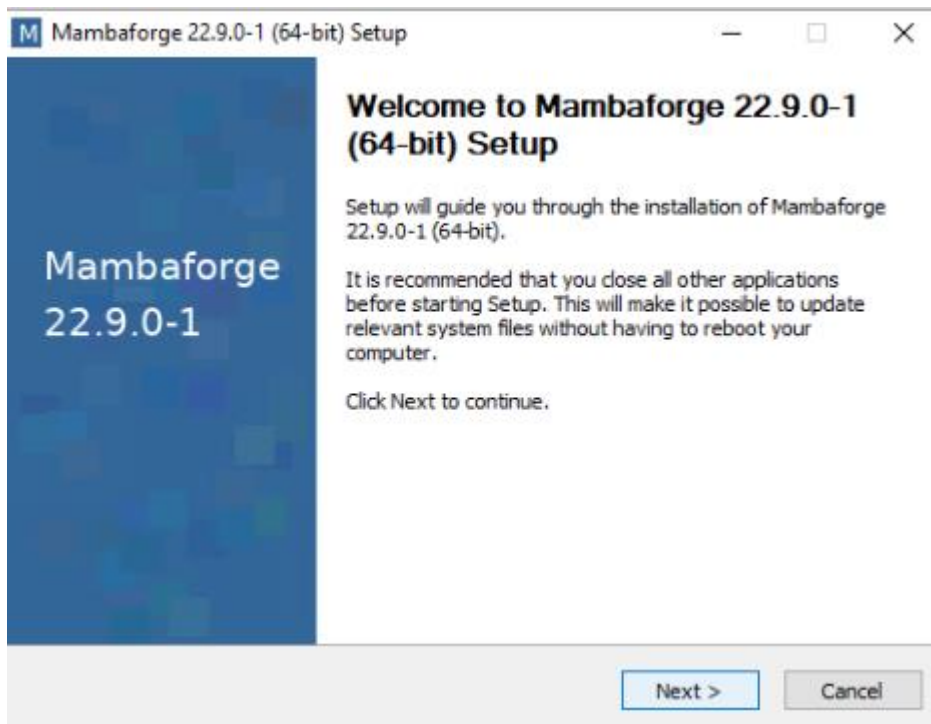 M Mambaforge 22.9.0-1 (64-bit) Setup
Mambaforge
22.9.0-1
Welcome to Mambaforge 22.9.0-1
(64-bit) Setup
Setup will guide you through the installation of Mambaforge
22.9.0-1 (64-bit).
It is recommended that you close all other applications
before starting Setup. This will make it possible to update
relevant system files without having to reboot your
computer.
Click Next to continue.
Next >
Cancel